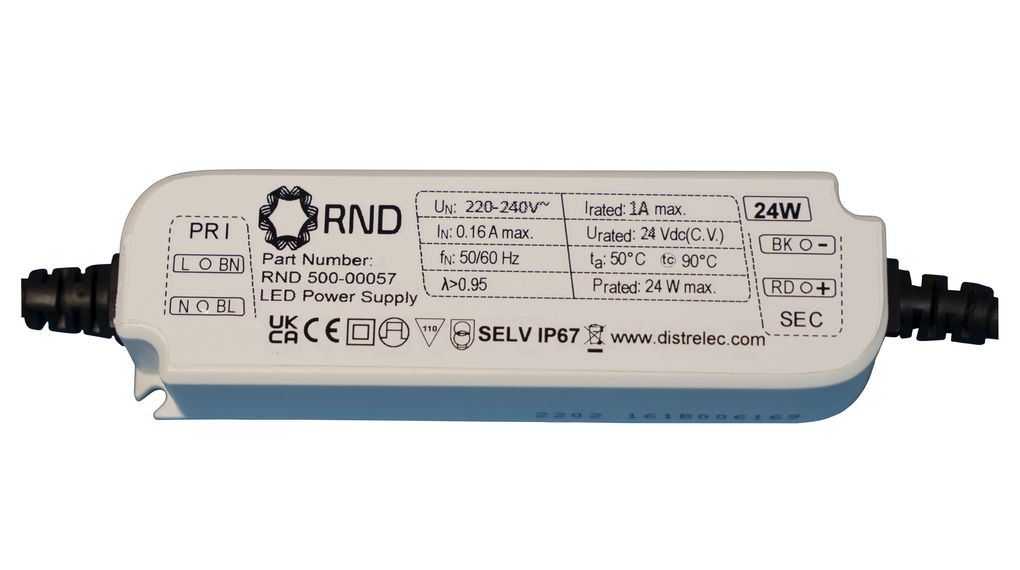 PRI
L BN
N BL
RND
Part Number:
RND 500-00057
LED Power Supply
UN: 220-240V~
IN: 0.16 A max.
fN: 50/60 Hz
λ>0.95
Irated: 1A max.
Urated: 24 Vdc(C.V.)
ta: 50°C tc 90°C
Prated: 24 W max.
24W
BK -
RD +
SEC
UK
CA CE 110 SELV IP67 www.distrelec.com
2202 161B006169